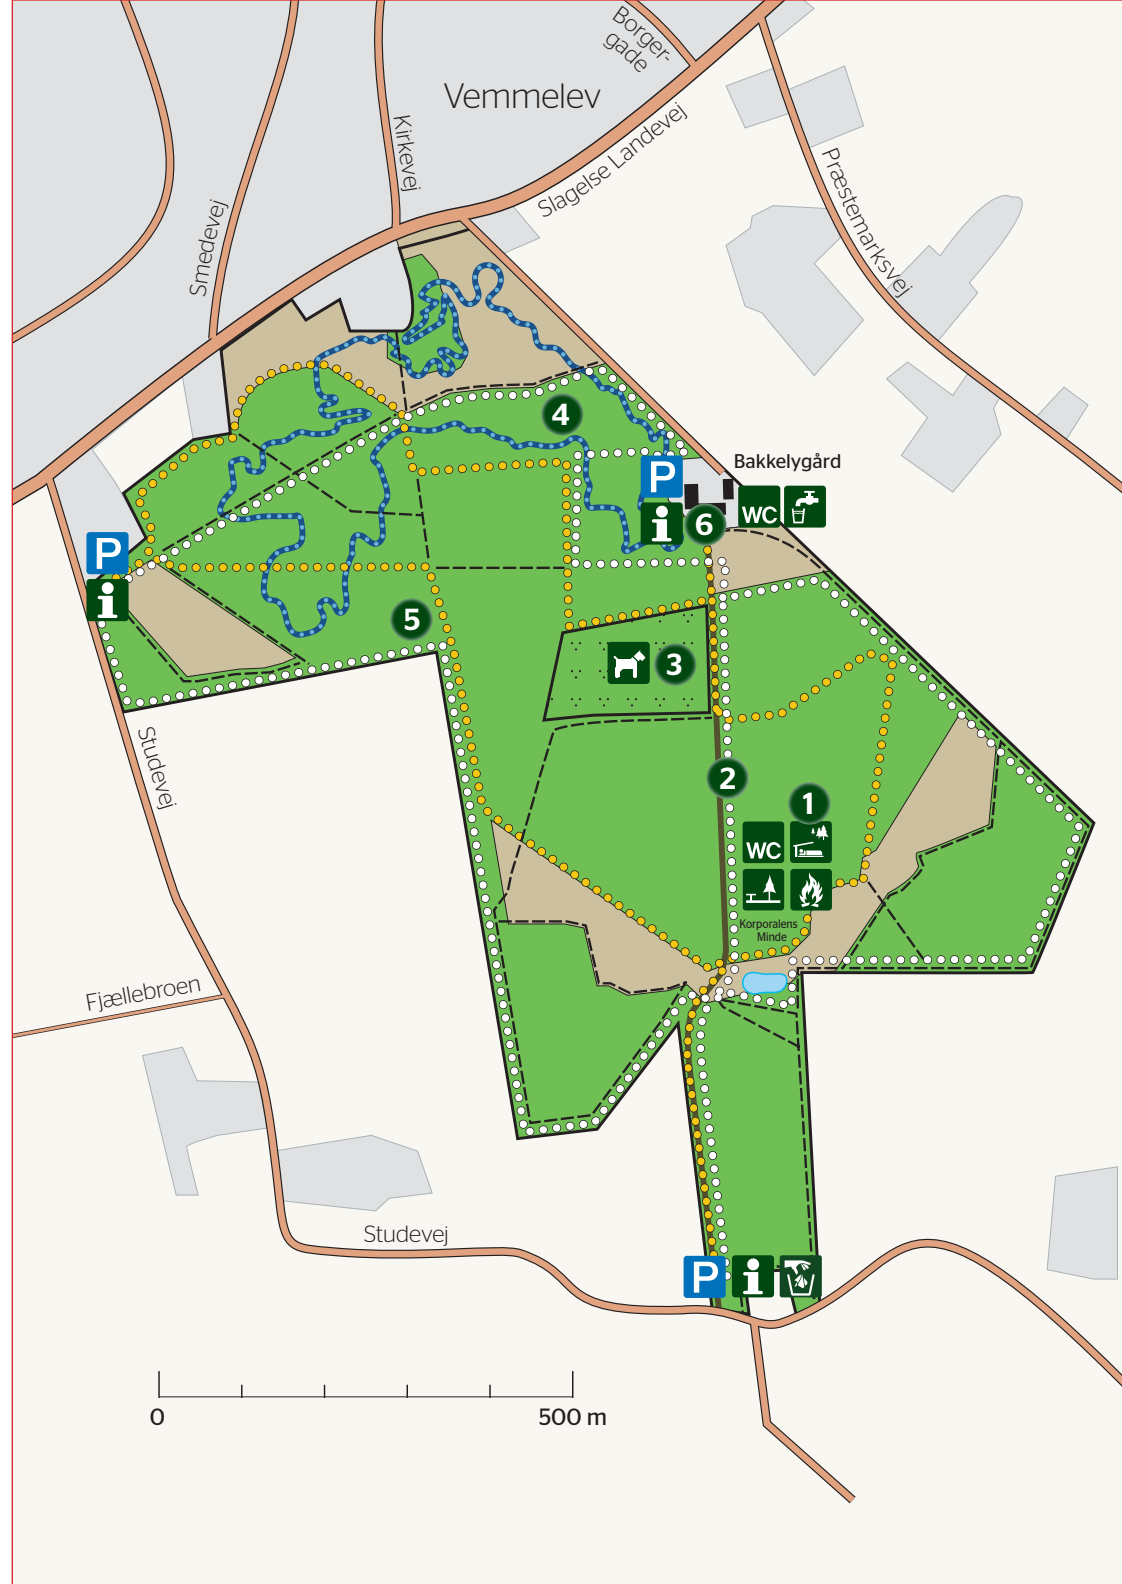 Borger-
gade
Vemmelev
Kirkevej
Slagelse Landevej
Smedevej
Præstemarksvej
4
Bakkelygård
P
WC
i
6
P
i
5
3
2
1
WC
Korporalens
Minde
Studevej
Fjællebroen
Studevej
P
i
0
500 m